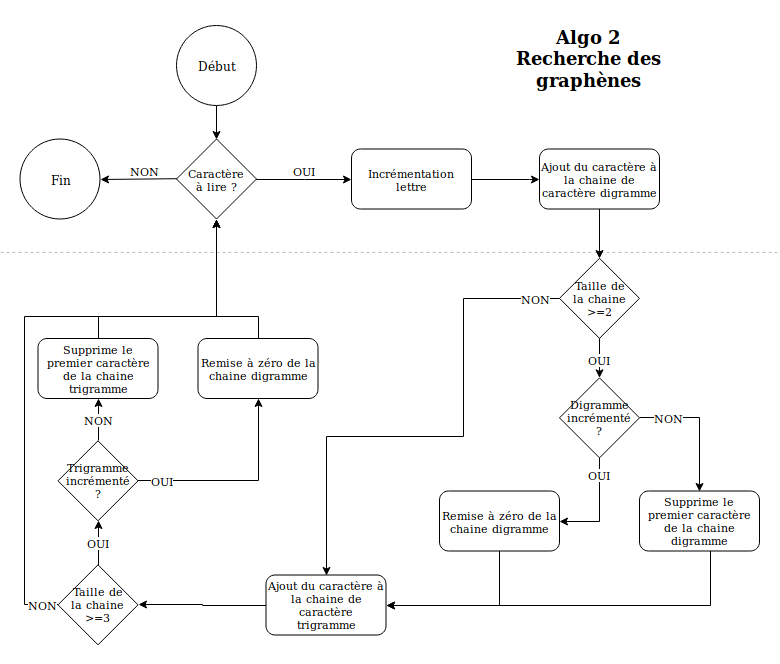 Algo 2
Recherche des
graphènes
Début
Caractère
à lire ?
NON
Fin
OUI
Incrémentation
lettre
Ajout du caractère à
la chaine de
caractère digramme
Taille de
la chaine
>=2
NON
OUI
Digramme
incrémenté
?
NON
OUI
Supprime le
premier caractère
de la chaine
digramme
Remise à zéro de la
chaine digramme
Ajout du caractère à
la chaine de
caractère
trigramme
Taille de
la chaine
>=3
NON
OUI
Trigramme
incrémenté
?
OUI
NON
Supprime le
premier caractère
de la chaine
trigramme
Remise à zéro de la
chaine digramme